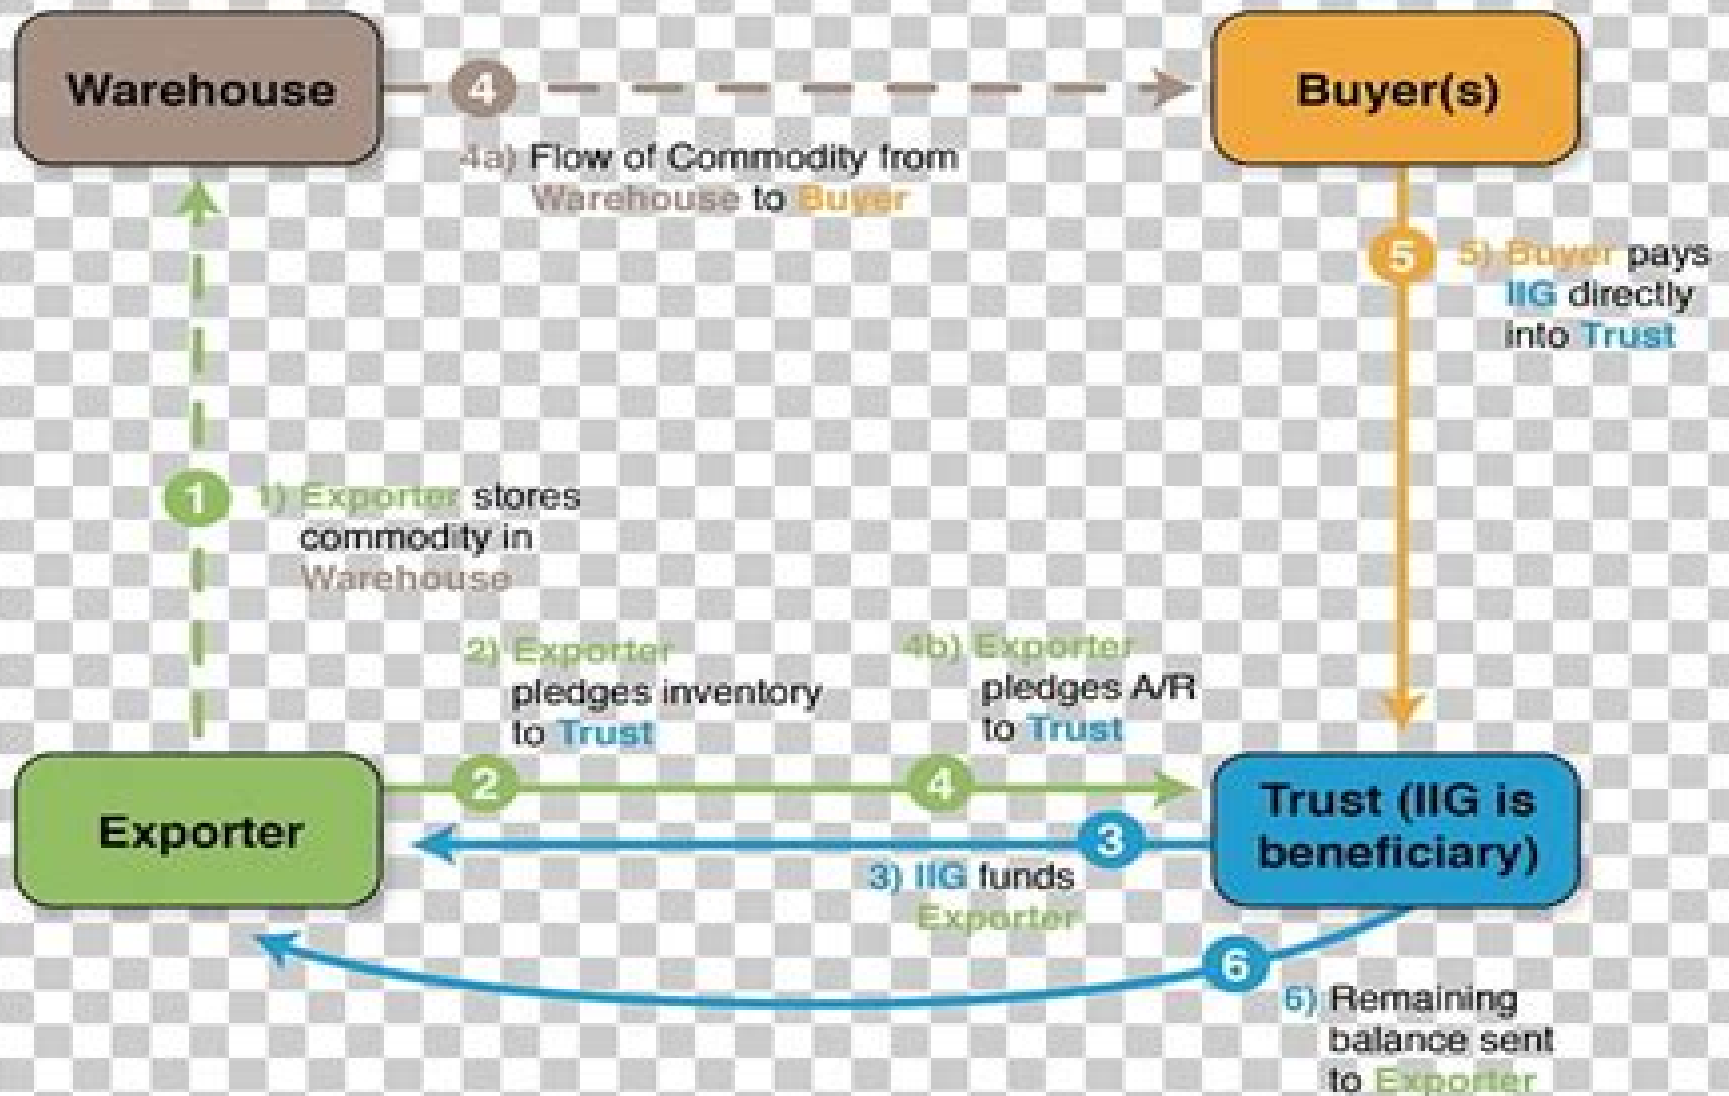 Warehouse
4
Buyer(s)
4a) Flow of Commodity from
Warehouse to Buyer
5
5) Buyer pays
IIG directly
into Trust
1
1) Exporter stores
commodity in
Warehouse
2) Exporter
pledges inventory
to Trust
4b) Exporter
pledges A/R
to Trust
2
4
Exporter
Trust (IIG is
beneficiary)
3
3) IIG funds
Exporter
6
6) Remaining
balance sent
to Exporter